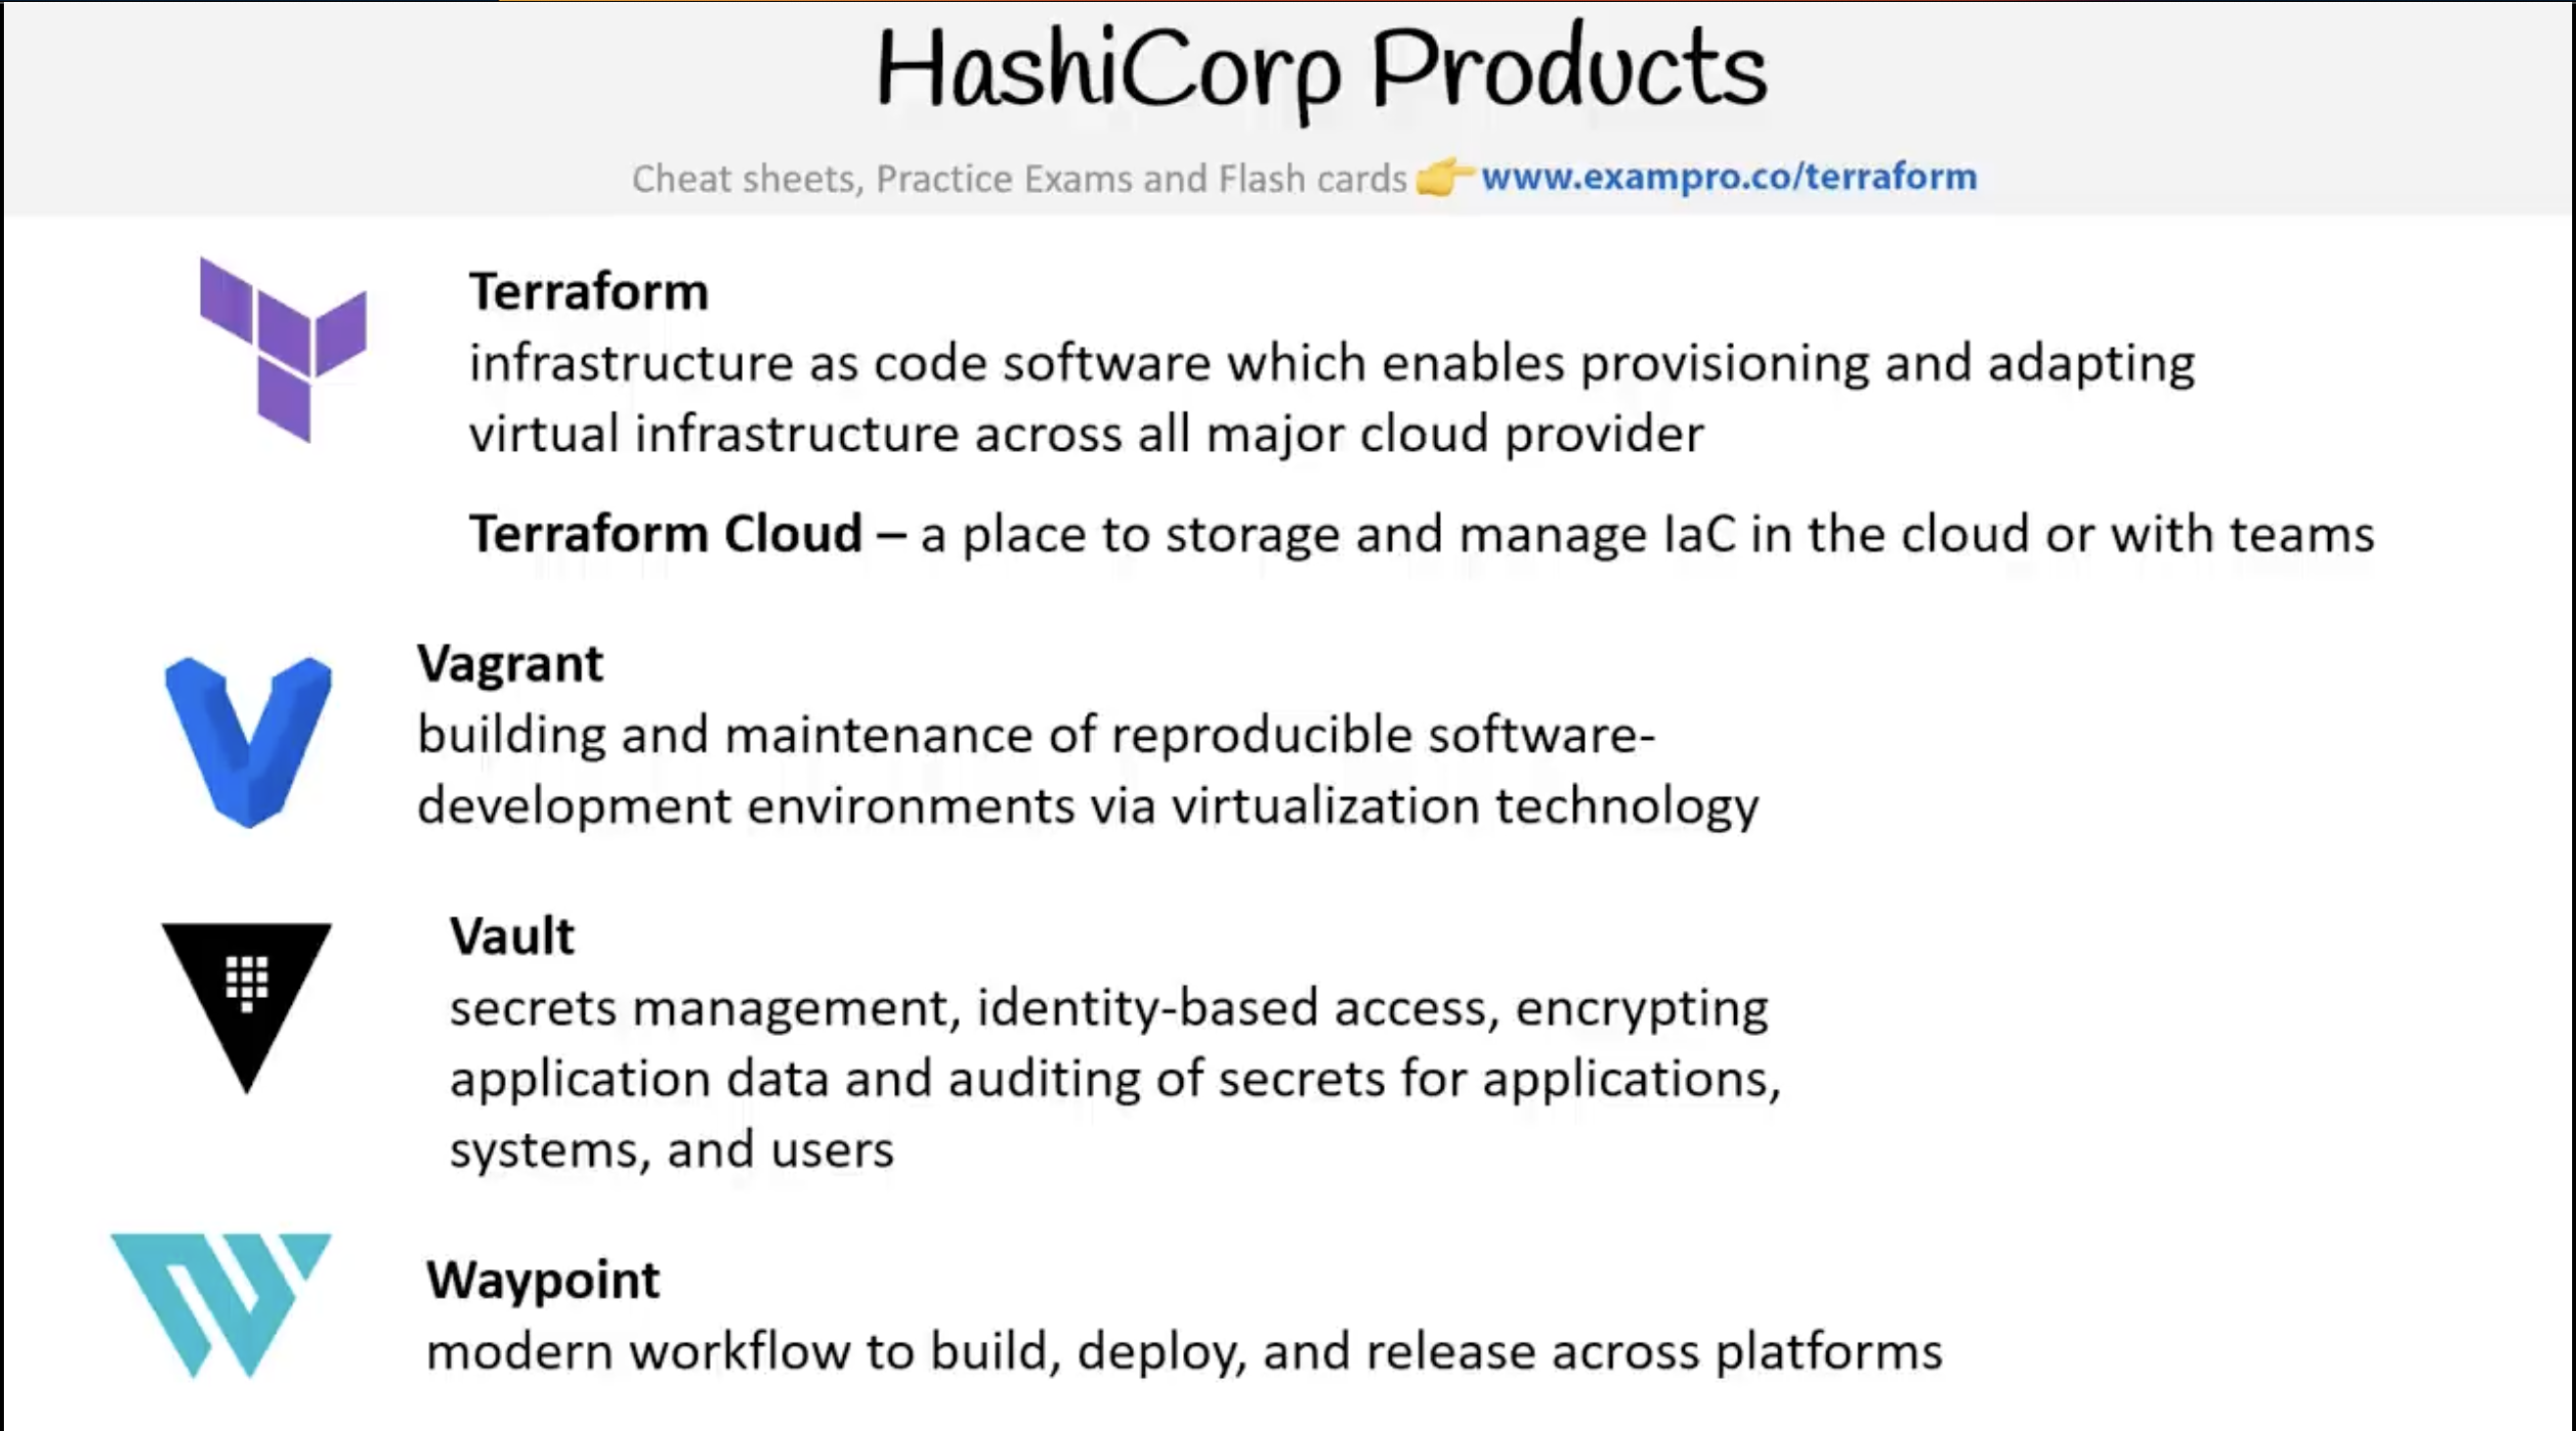 HashiCorp Products
Cheat sheets, Practice Exams and Flash cards 👉 www.exampro.co/terraform
Terraform
infrastructure as code software which enables provisioning and adapting
virtual infrastructure across all major cloud provider
Terraform Cloud – a place to storage and manage IaC in the cloud or with teams
Vagrant
building and maintenance of reproducible software-
development environments via virtualization technology
Vault
secrets management, identity-based access, encrypting
application data and auditing of secrets for applications,
systems, and users
Waypoint
modern workflow to build, deploy, and release across platforms